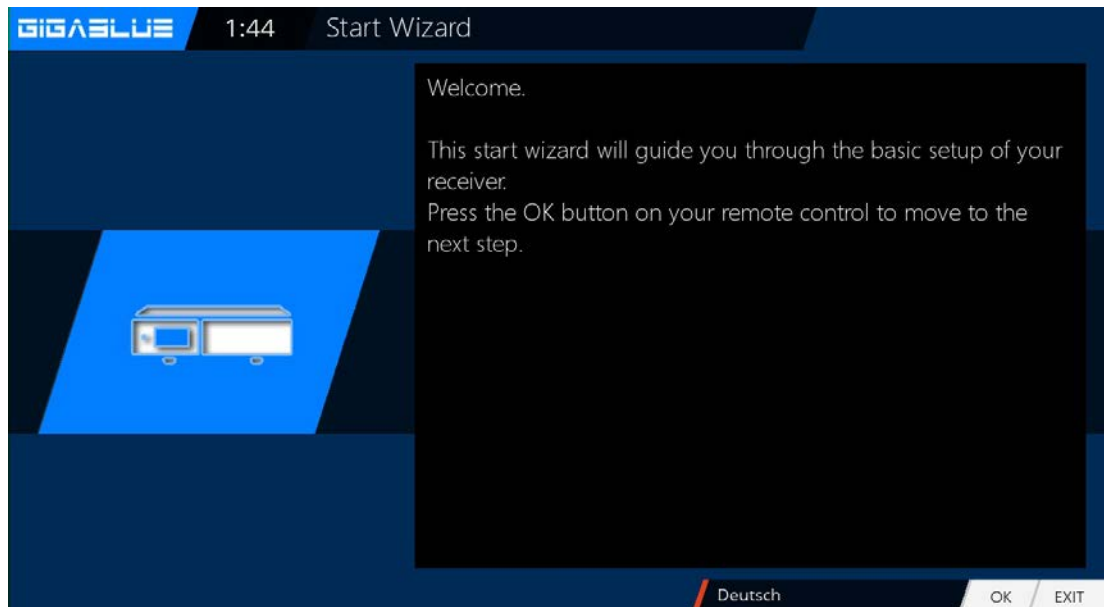 GIGABLUE 1:44 Start Wizard
Welcome.
This start wizard will guide you through the basic setup of your
receiver.
Press the OK button on your remote control to move to the
next step.
Deutsch OK EXIT